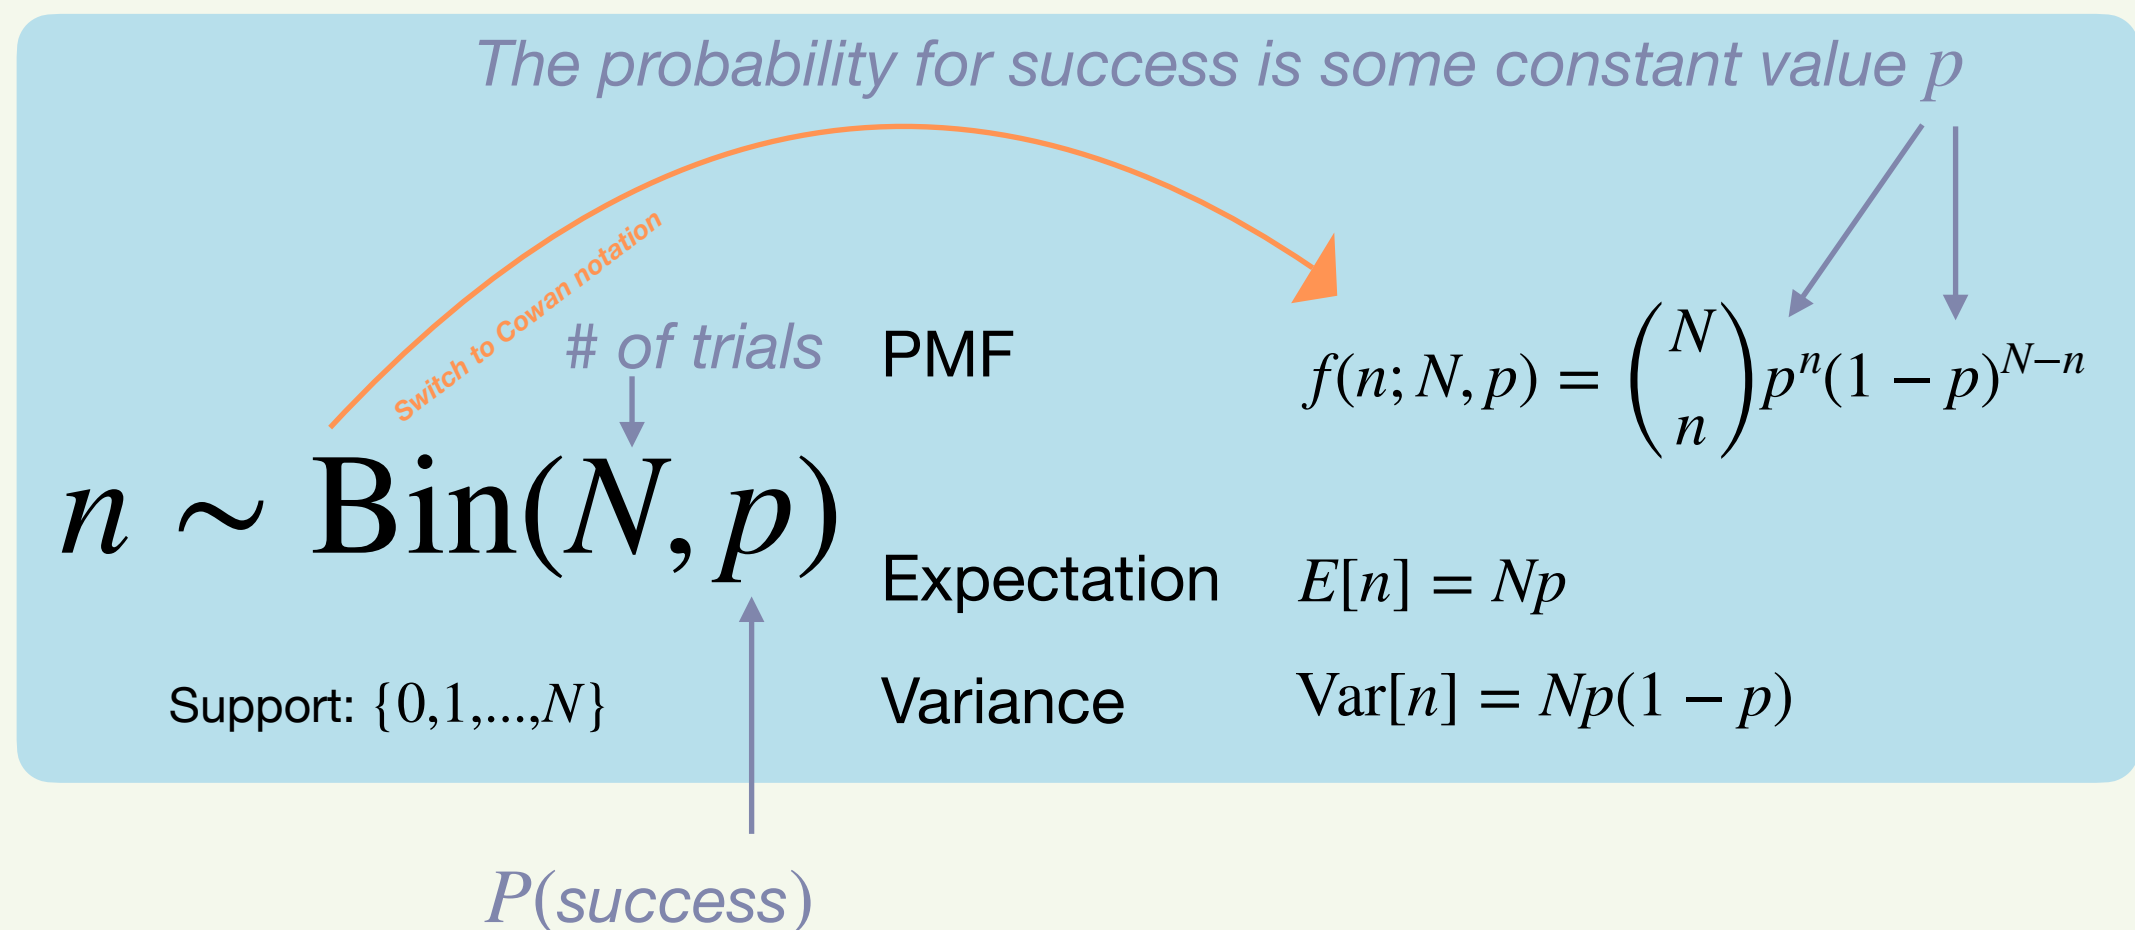 The probability for success is some constant value p
Switch to Cowan notation
# of trials
PMF
f(n; N, p) = \binom{N}{n} p^n (1 − p)^{N−n}
n ∼ Bin(N, p)
Expectation
E[n] = Np
Support: {0,1,...,N}
Variance
Var[n] = Np(1 − p)
P(success)